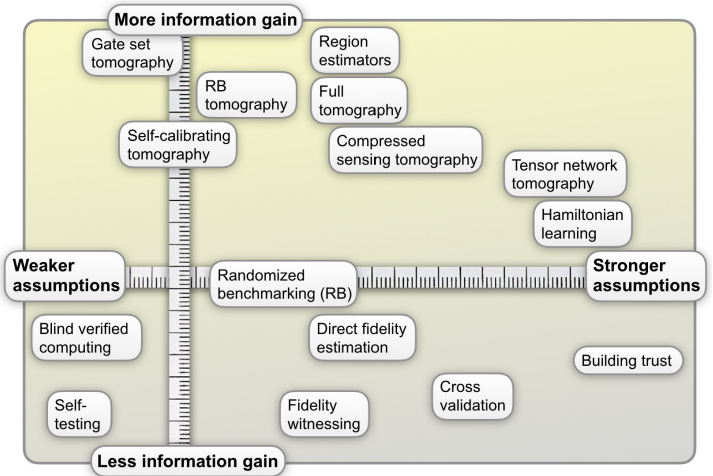 More information gain
Gate set
tomography
Region
estimators
RB
tomography
Full
tomography
Self-calibrating
tomography
Compressed
sensing tomography
Tensor network
tomography
Hamiltonian
learning
Weaker
assumptions
Randomized
benchmarking (RB)
Stronger
assumptions
Blind verified
computing
Direct fidelity
estimation
Building trust
Self-
testing
Fidelity
witnessing
Cross
validation
Less information gain